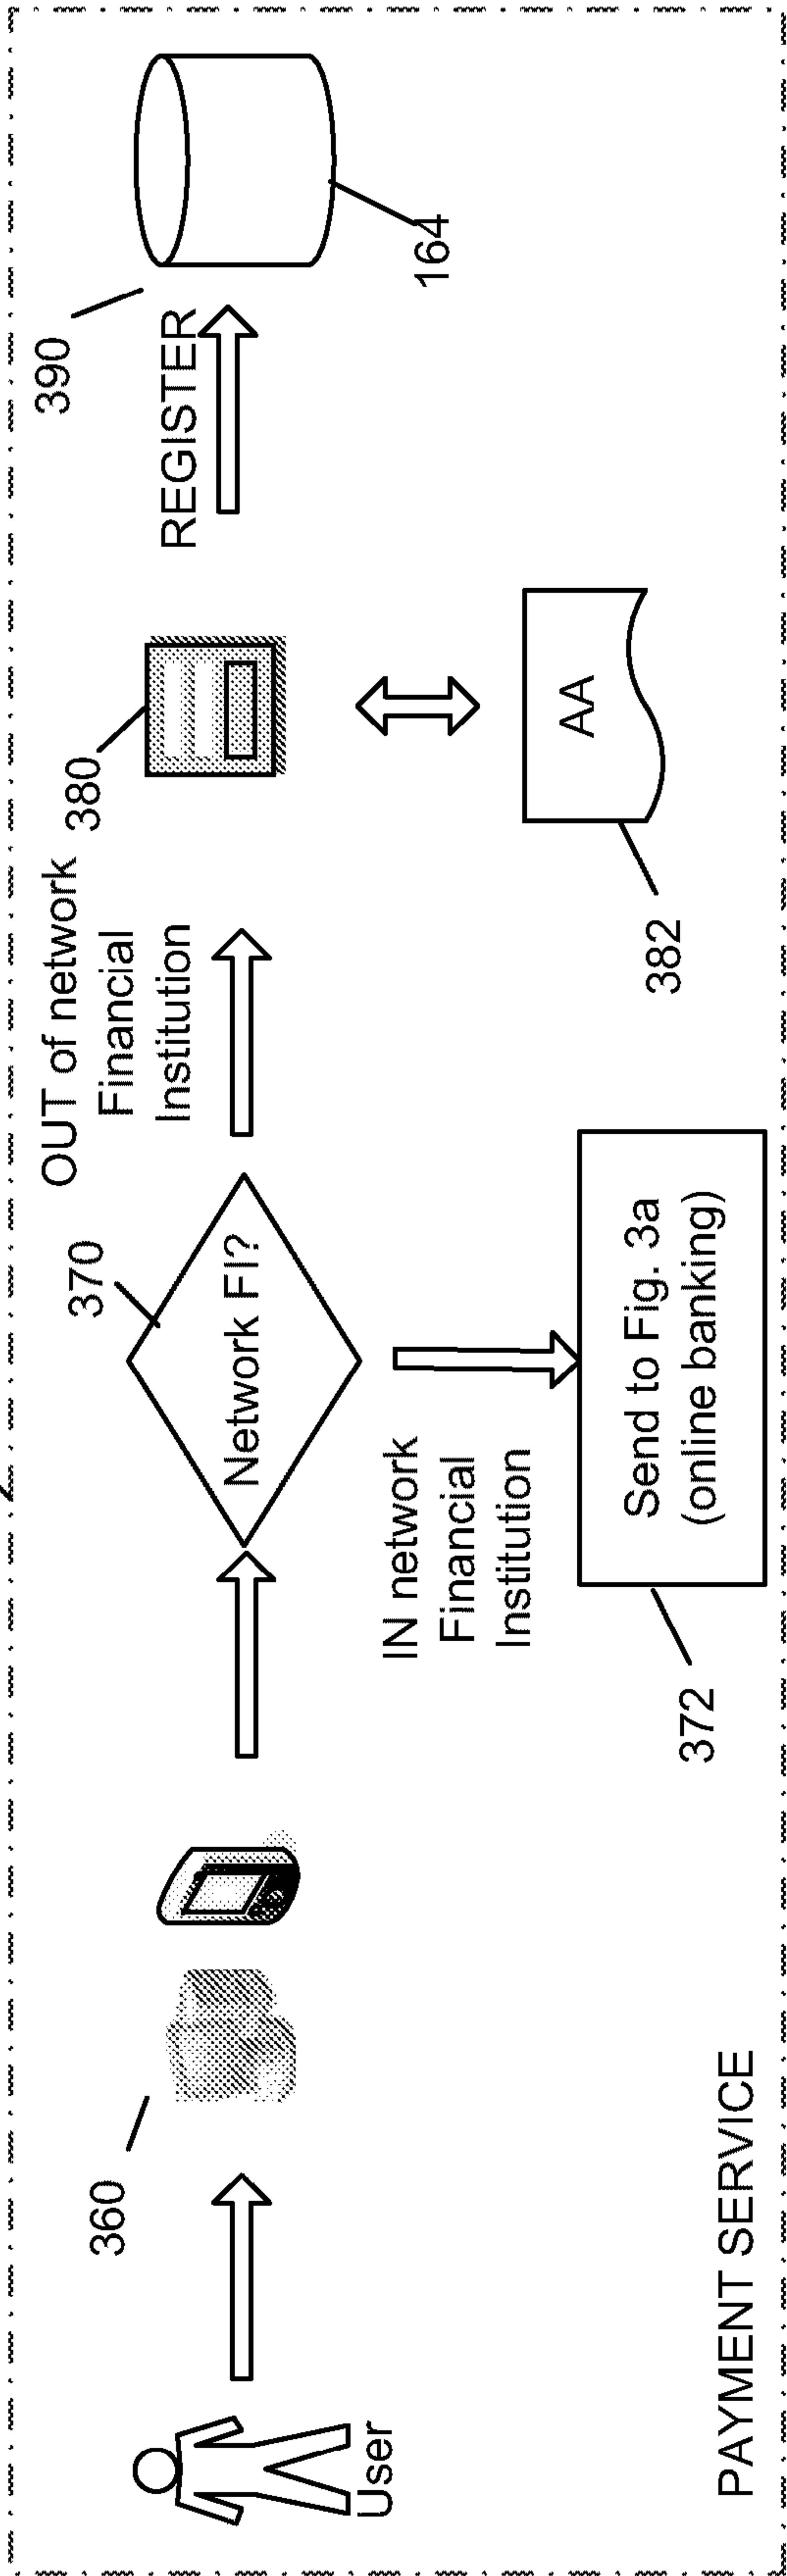 390
REGISTER
164
380
AA
382
OUT of network
Financial
Institution
370
Network FI?
IN network
Financial
Institution
Send to Fig. 3a
(online banking)
372
360
User
PAYMENT SERVICE